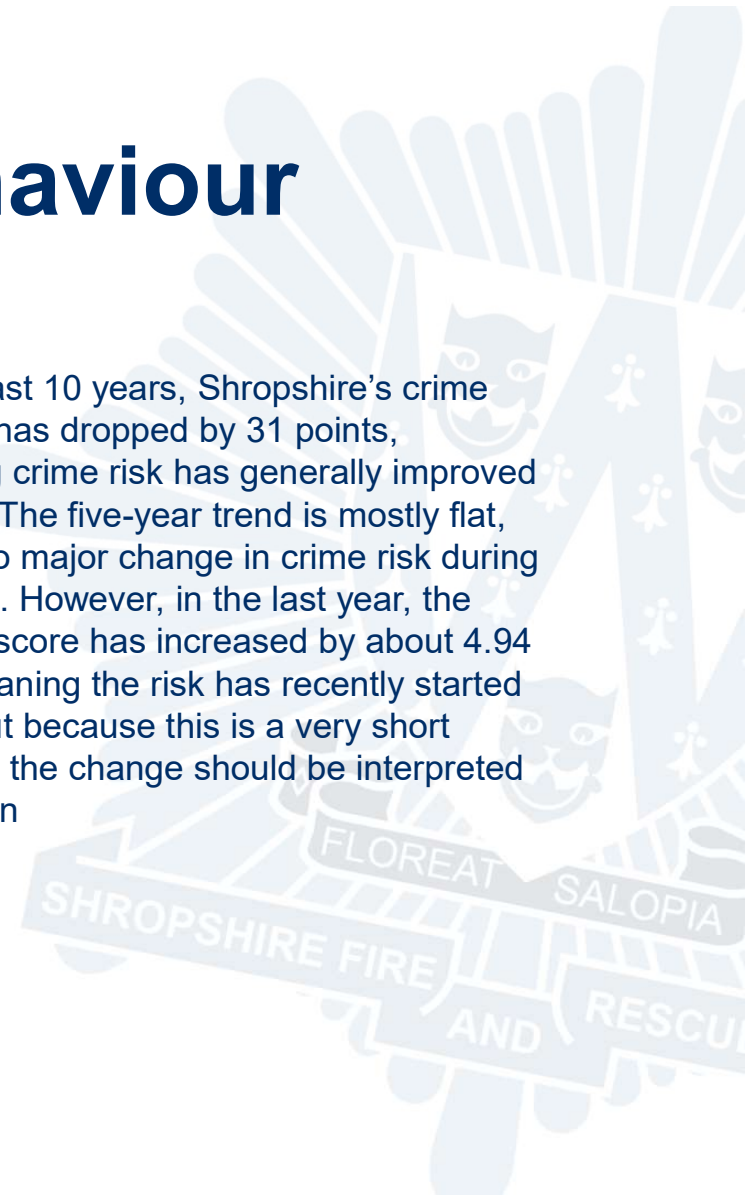 naviour
ast 10 years, Shropshire’s crime
has dropped by 31 points,
g crime risk has generally improved
The five-year trend is mostly flat,
o major change in crime risk during
. However, in the last year, the
score has increased by about 4.94
aning the risk has recently started
ut because this is a very short
, the change should be interpreted
n
FLOREAT SALOPIA
SHROPSHIRE FIRE AND RESCUE